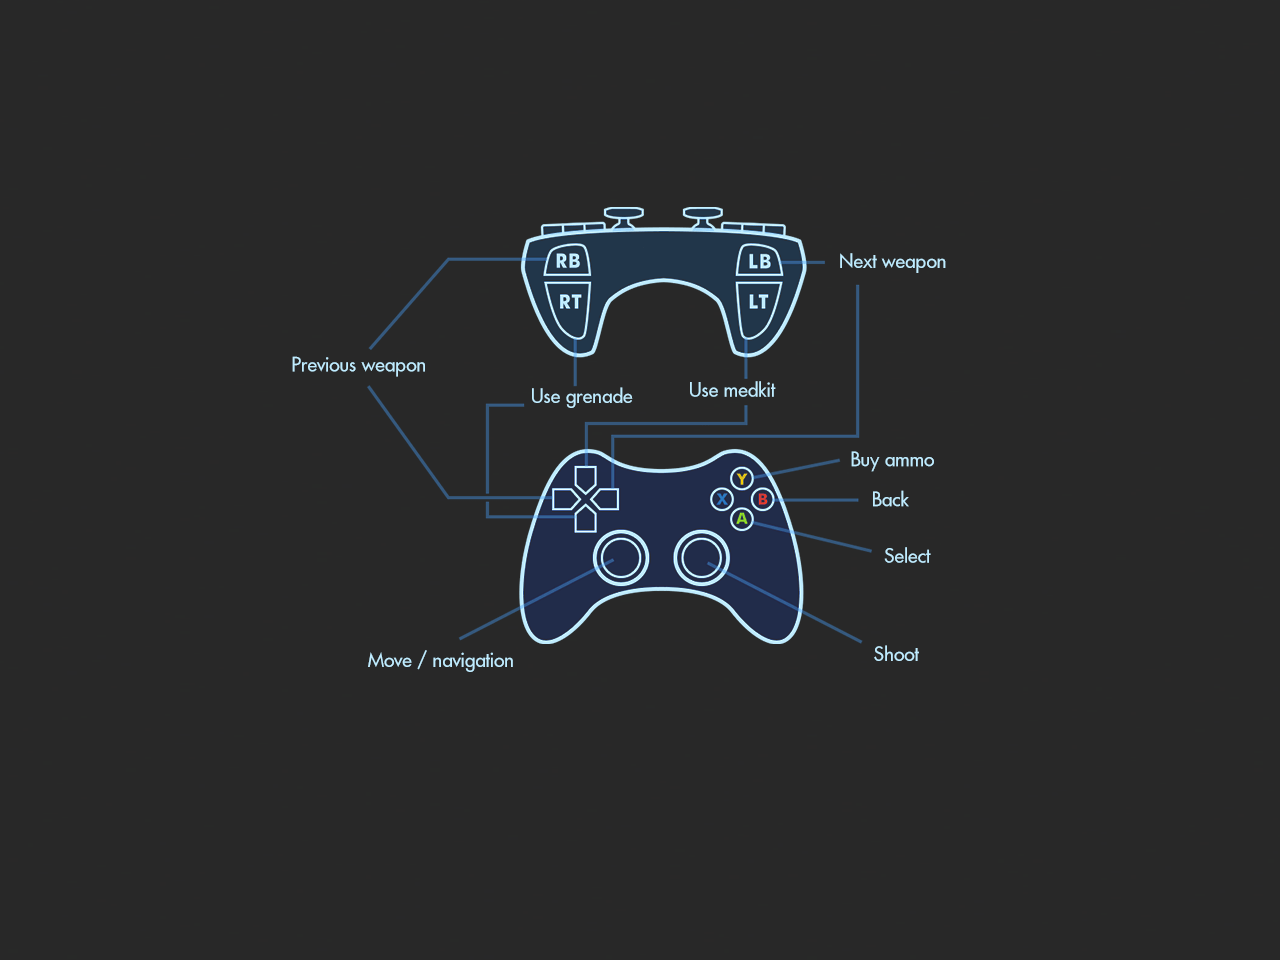 RB
LB
Next weapon
RT
LT
Previous weapon
Use grenade
Use medkit
Buy ammo
Y
X
B
Back
A
Select
Move / navigation
Shoot